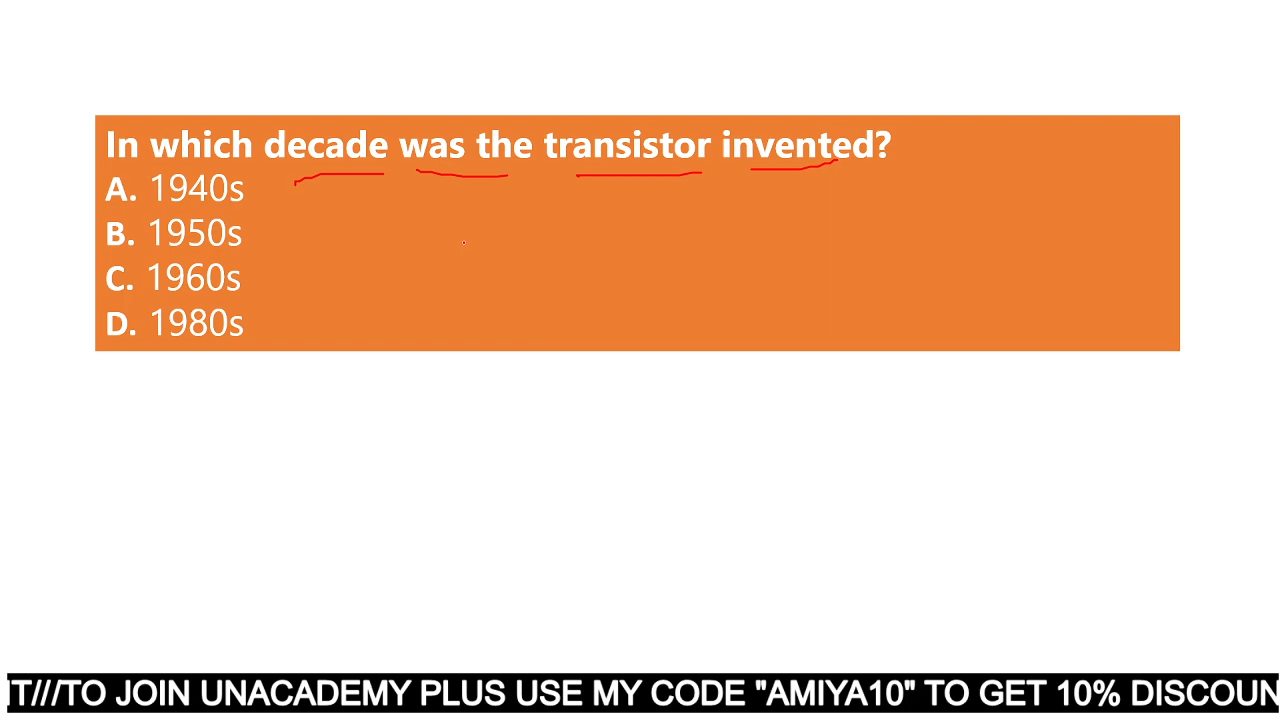 In which decade was the transistor invented?
A. 1940s
B. 1950s
C. 1960s
D. 1980s
T///TO JOIN UNACADEMY PLUS USE MY CODE "AMIYA10" TO GET 10% DISCOUN